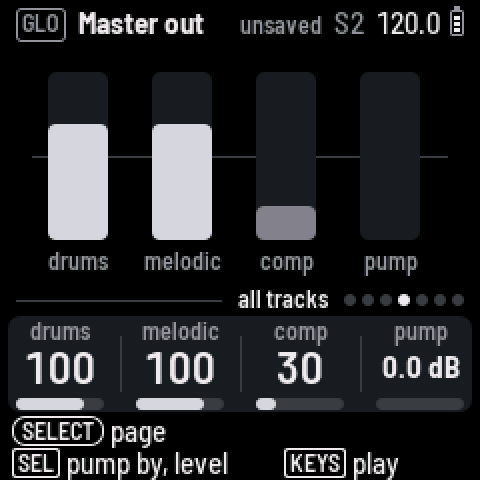 GLO Master out unsaved S2 120.0
drums melodic comp pump
all tracks
drums melodic comp pump
100 100 30 0.0 dB
SELECT page
SEL pump by, level KEYS play